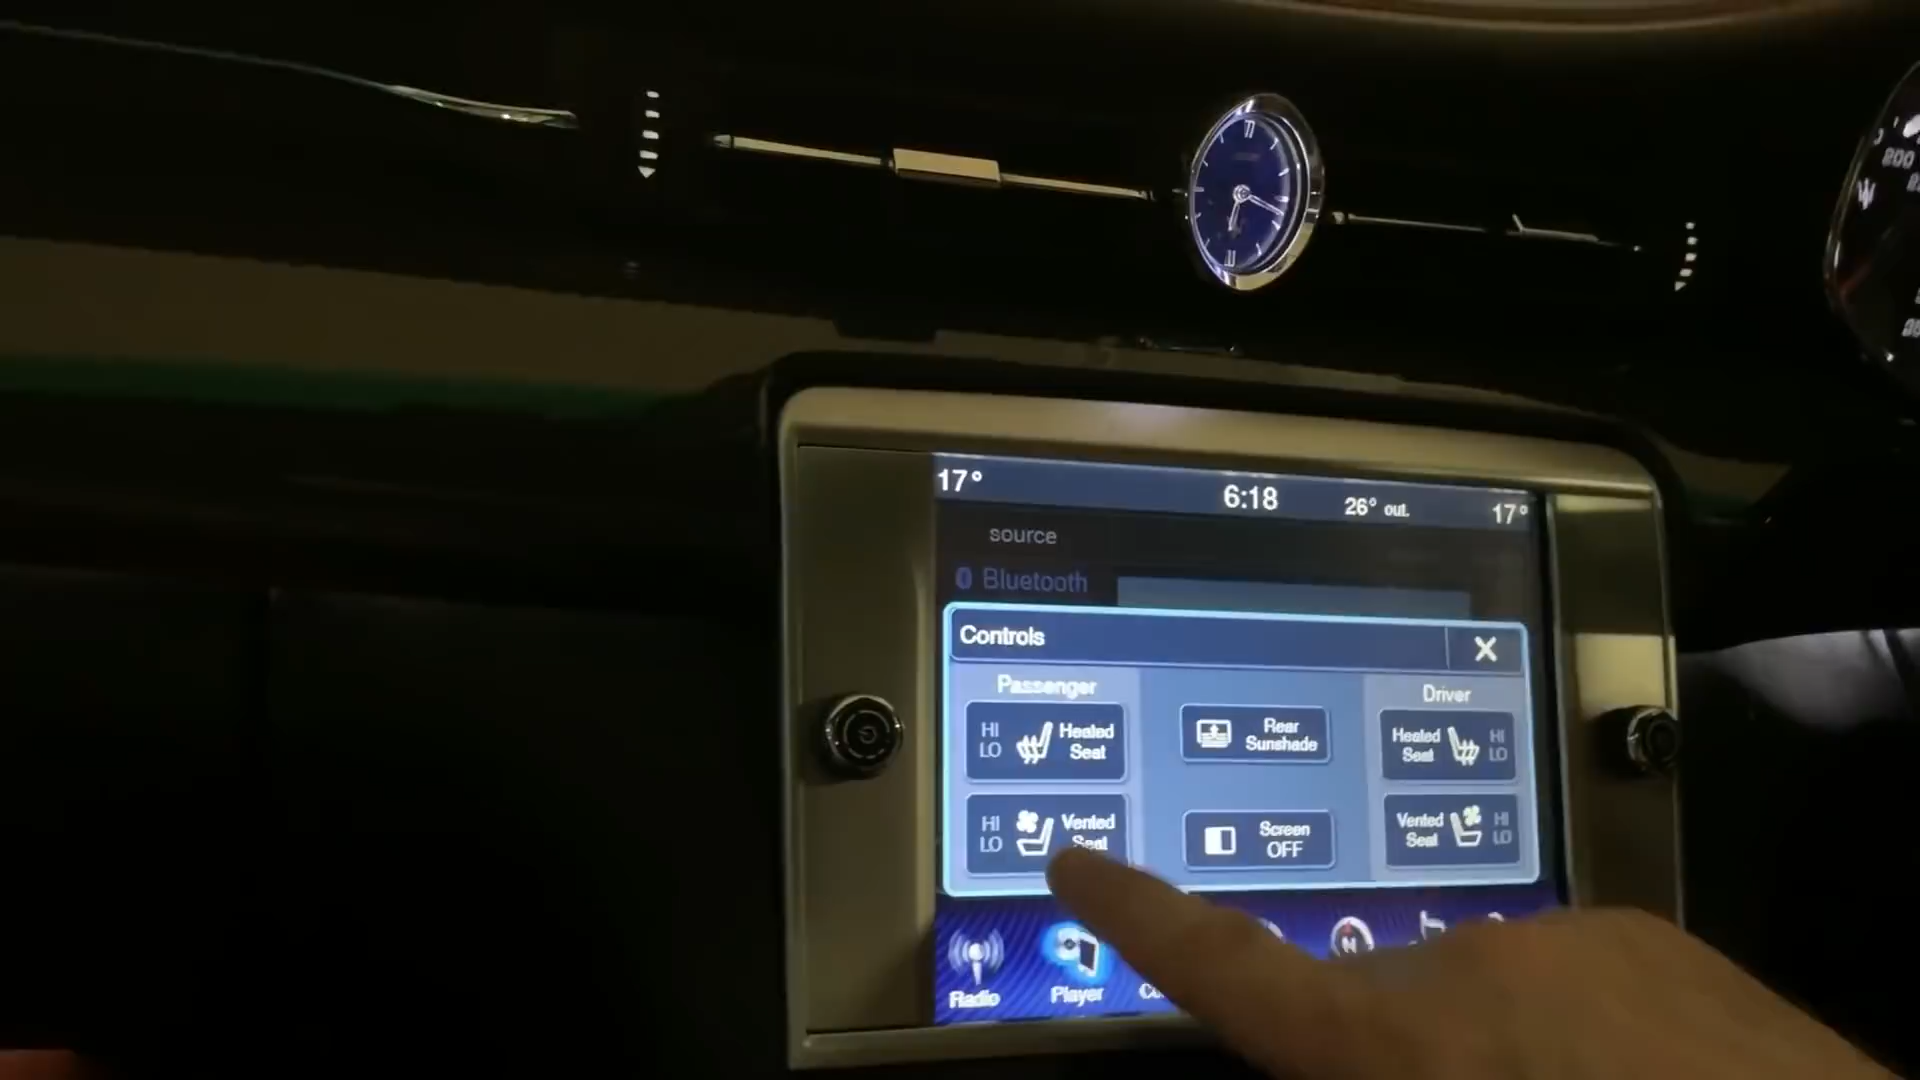 17° 6:18 26° out. 17°
source
Bluetooth
Controls X
Passenger
Driver
HI
LO
Heated
Seat
Rear
Sunshade
Heated
Seat
HI
LO
HI
LO
Vented
Seat
Screen
OFF
Vented
Seat
HI
LO
Radio
Player
N
200